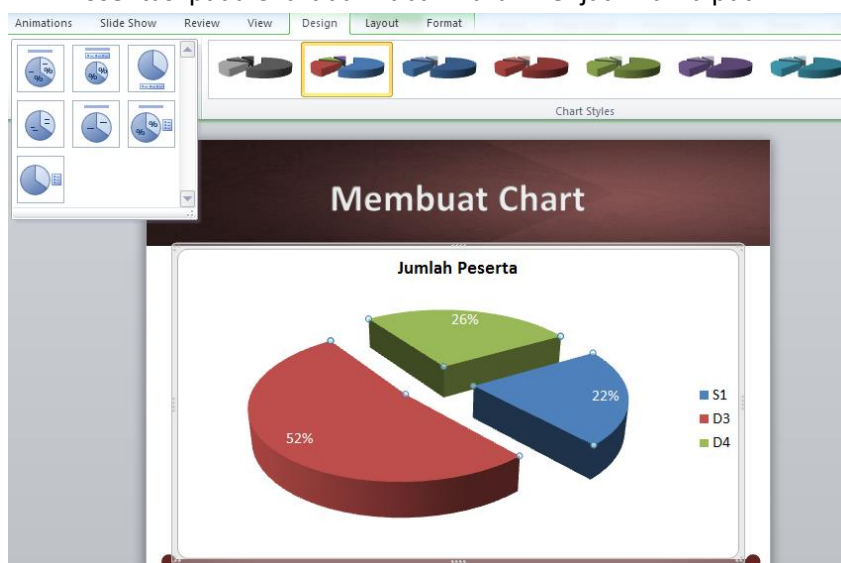 Animations Slide Show Review View Design Layout Format
Chart Styles
Membuat Chart
Jumlah Peserta
26%
22%
52%
S1
D3
D4